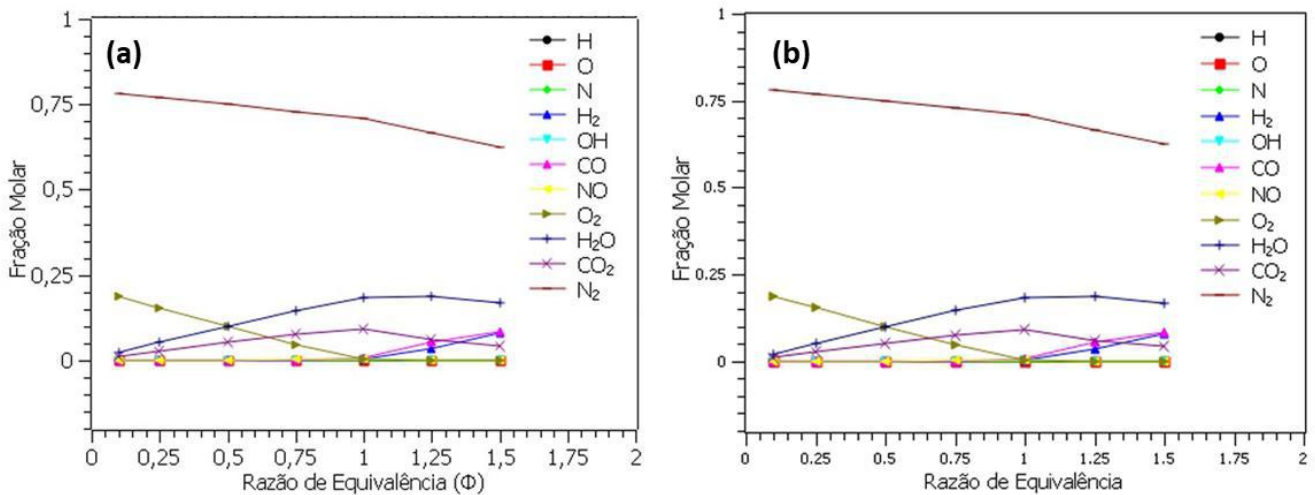 (a)
Fração Molar
1
0,75
0,5
0,25
0
0
0,25
0,5
0,75
1
1,25
1,5
1,75
2
Razão de Equivalência (Φ)
H
O
N
H₂
OH
CO
NO
O₂
H₂O
CO₂
N₂
(b)
Fração Molar
1
0.75
0.5
0.25
0
0
0.25
0.5
0.75
1
1.25
1.5
1.75
2
Razão de Equivalência
H
O
N
H₂
OH
CO
NO
O₂
H₂O
CO₂
N₂